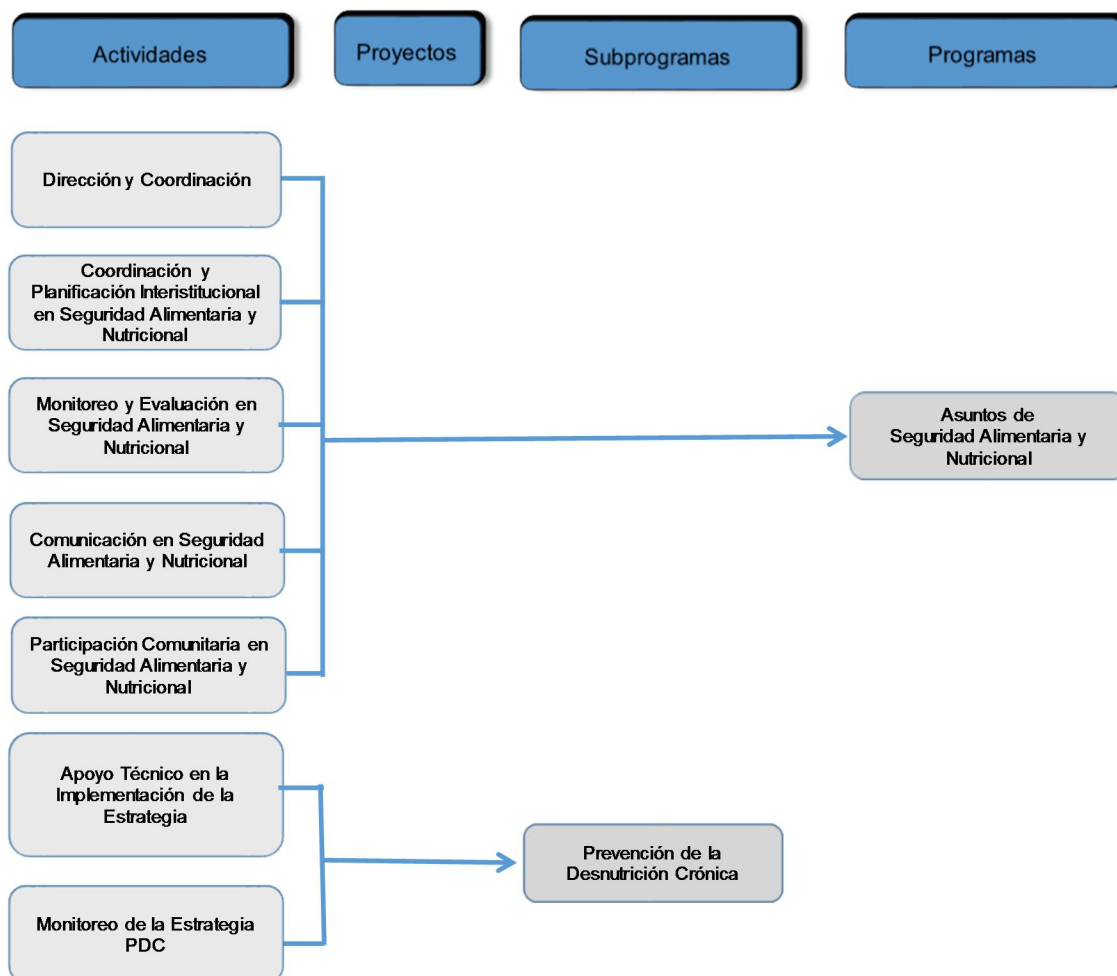 Actividades
Proyectos
Subprogramas
Programas
Dirección y Coordinación
Coordinación y
Planificación Interistitucional
en Seguridad Alimentaria y
Nutricional
Monitoreo y Evaluación en
Seguridad Alimentaria y
Nutricional
Asuntos de
Seguridad Alimentaria y
Nutricional
Comunicación en Seguridad
Alimentaria y Nutricional
Participación Comunitaria en
Seguridad Alimentaria y
Nutricional
Apoyo Técnico en la
Implementación de la
Estrategia
Prevención de la
Desnutrición Crónica
Monitoreo de la Estrategia
PDC